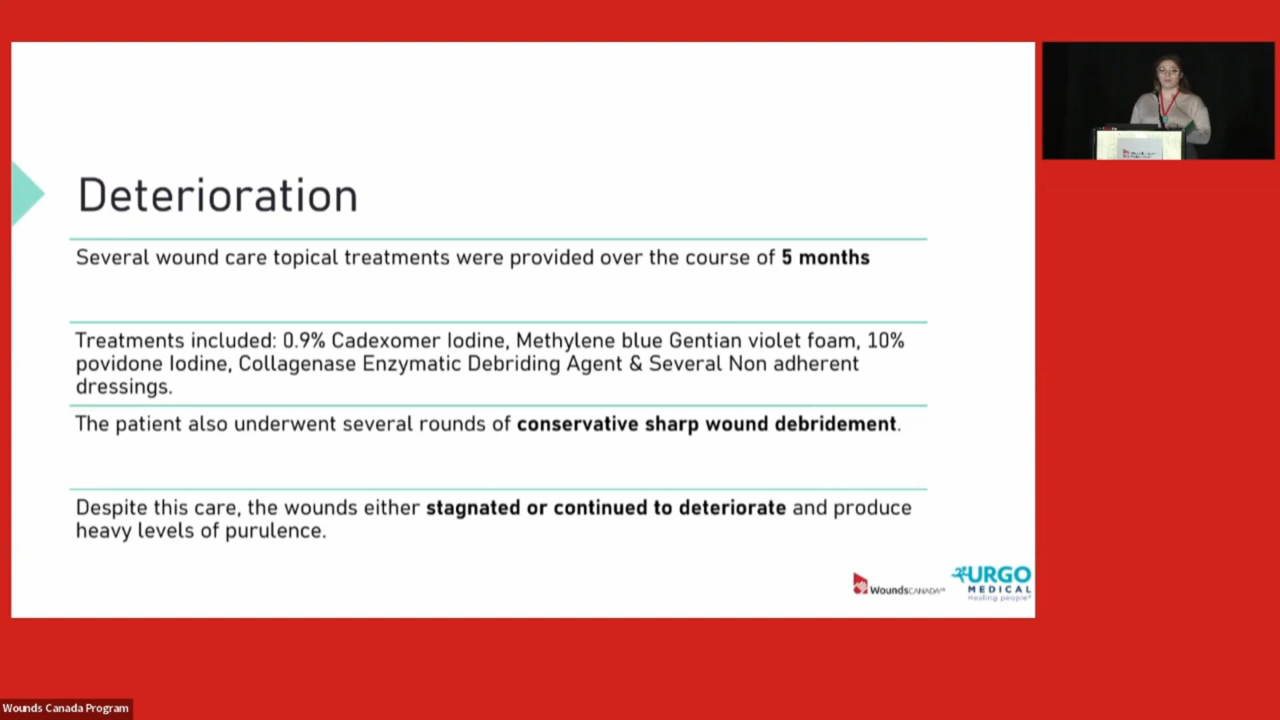 Deterioration
Several wound care topical treatments were provided over the course of 5 months
Treatments included: 0.9% Cadexomer Iodine, Methylene blue Gentian violet foam, 10%
povidone Iodine, Collagenase Enzymatic Debriding Agent & Several Non adherent
dressings.
The patient also underwent several rounds of conservative sharp wound debridement.
Despite this care, the wounds either stagnated or continued to deteriorate and produce
heavy levels of purulence.
WoundsCANADA
URGO
MEDICAL
Healing people®
Wounds Canada Program